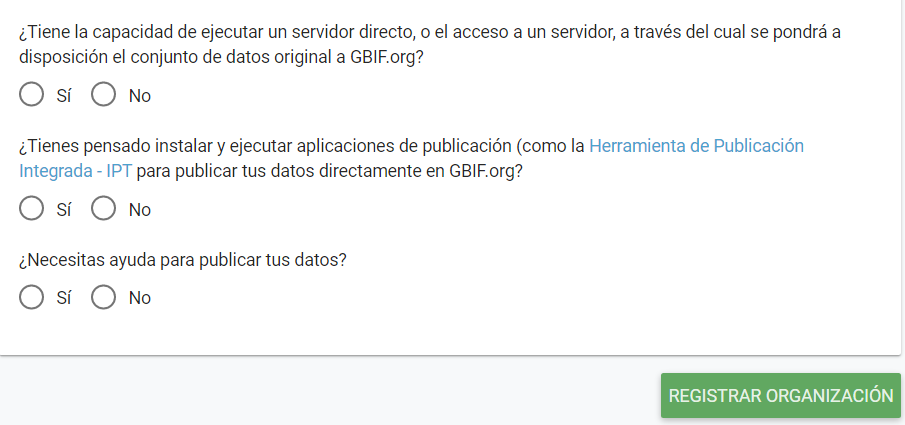 ¿Tiene la capacidad de ejecutar un servidor directo, o el acceso a un servidor, a través del cual se pondrá a
disposición el conjunto de datos original a GBIF.org?
Sí No
¿Tienes pensado instalar y ejecutar aplicaciones de publicación (como la Herramienta de Publicación
Integrada - IPT para publicar tus datos directamente en GBIF.org?
Sí No
¿Necesitas ayuda para publicar tus datos?
Sí No
REGISTRAR ORGANIZACIÓN